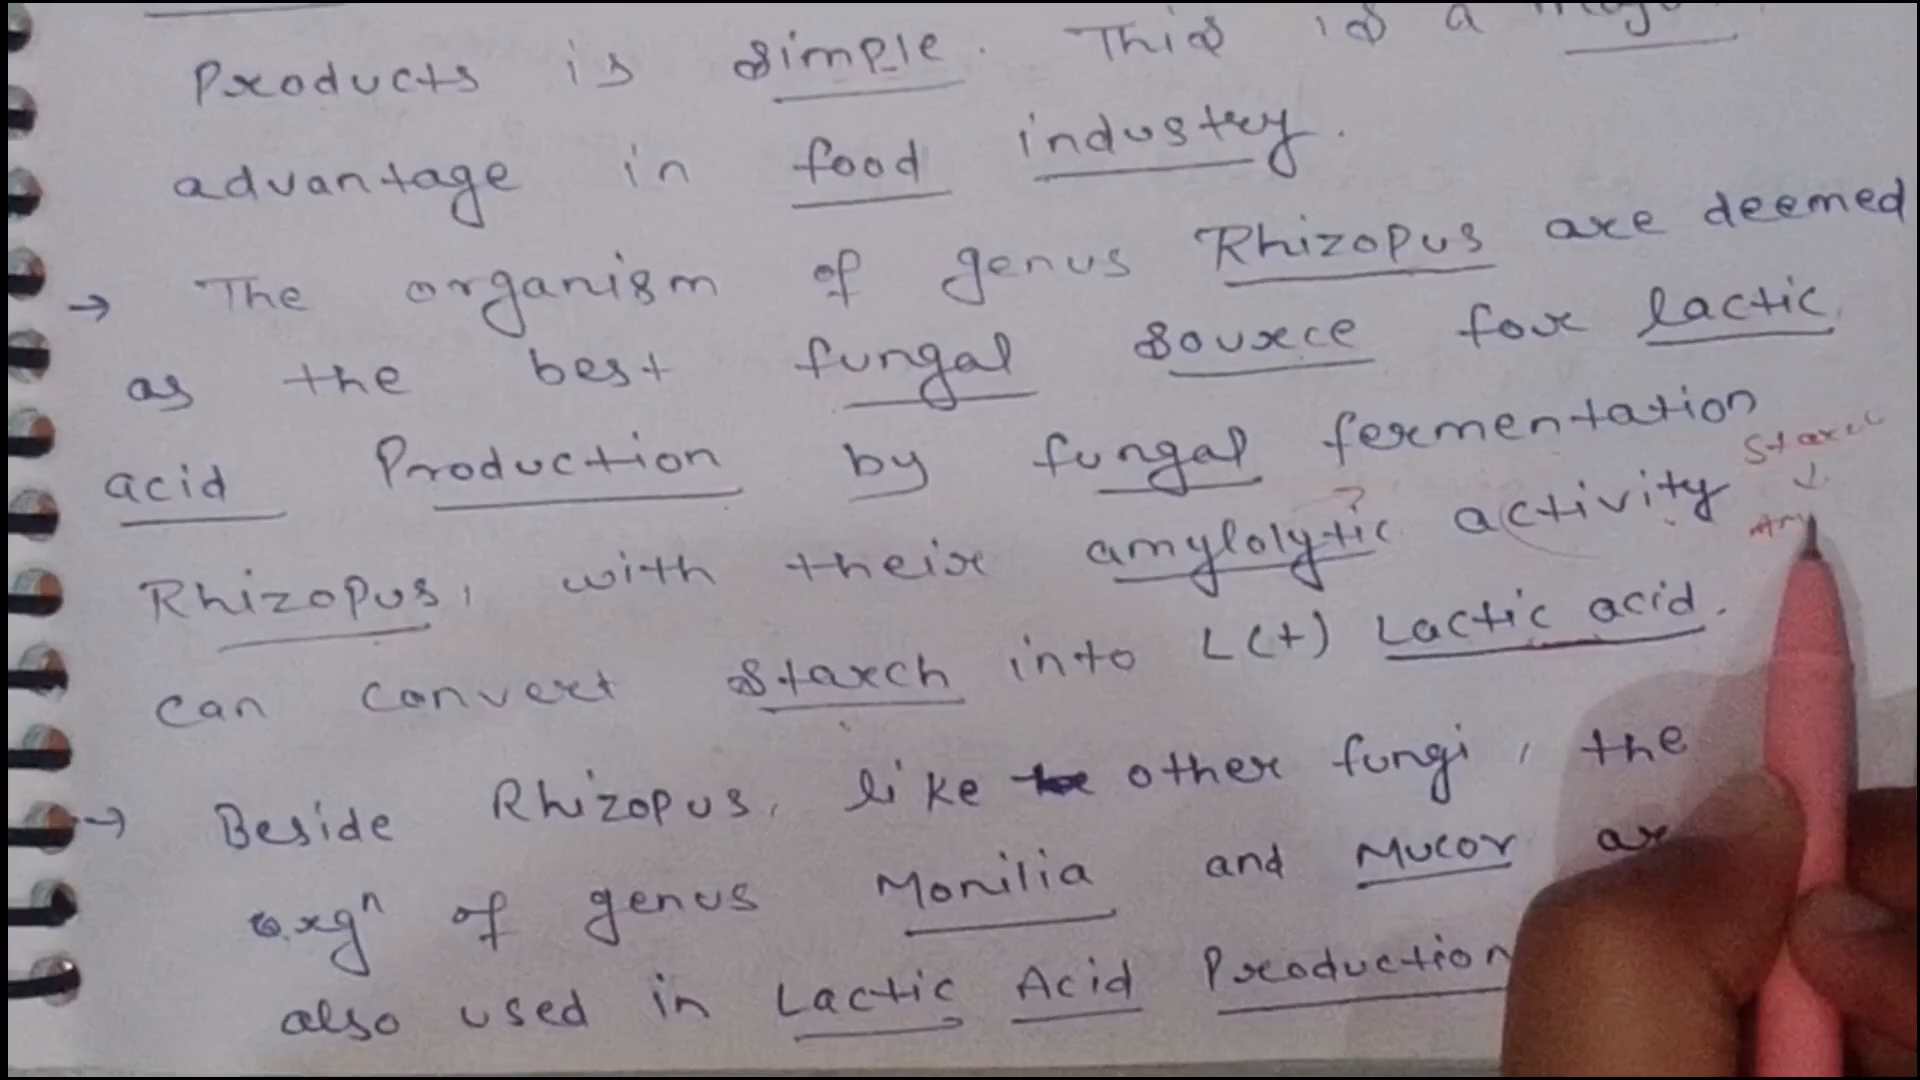 Products is simple. This is a
advantage in food industry.
→ The organism of genus Rhizopus are deemed
as the best fungal source for lactic
acid Production by fungal fermentation
Starch
↓
Rhizopus, with their amylolytic activity
can convert starch into L(+) Lactic acid.
→ Beside Rhizopus, like other fungi, the
orgⁿ of genus Monilia and Mucor
also used in Lactic Acid Production